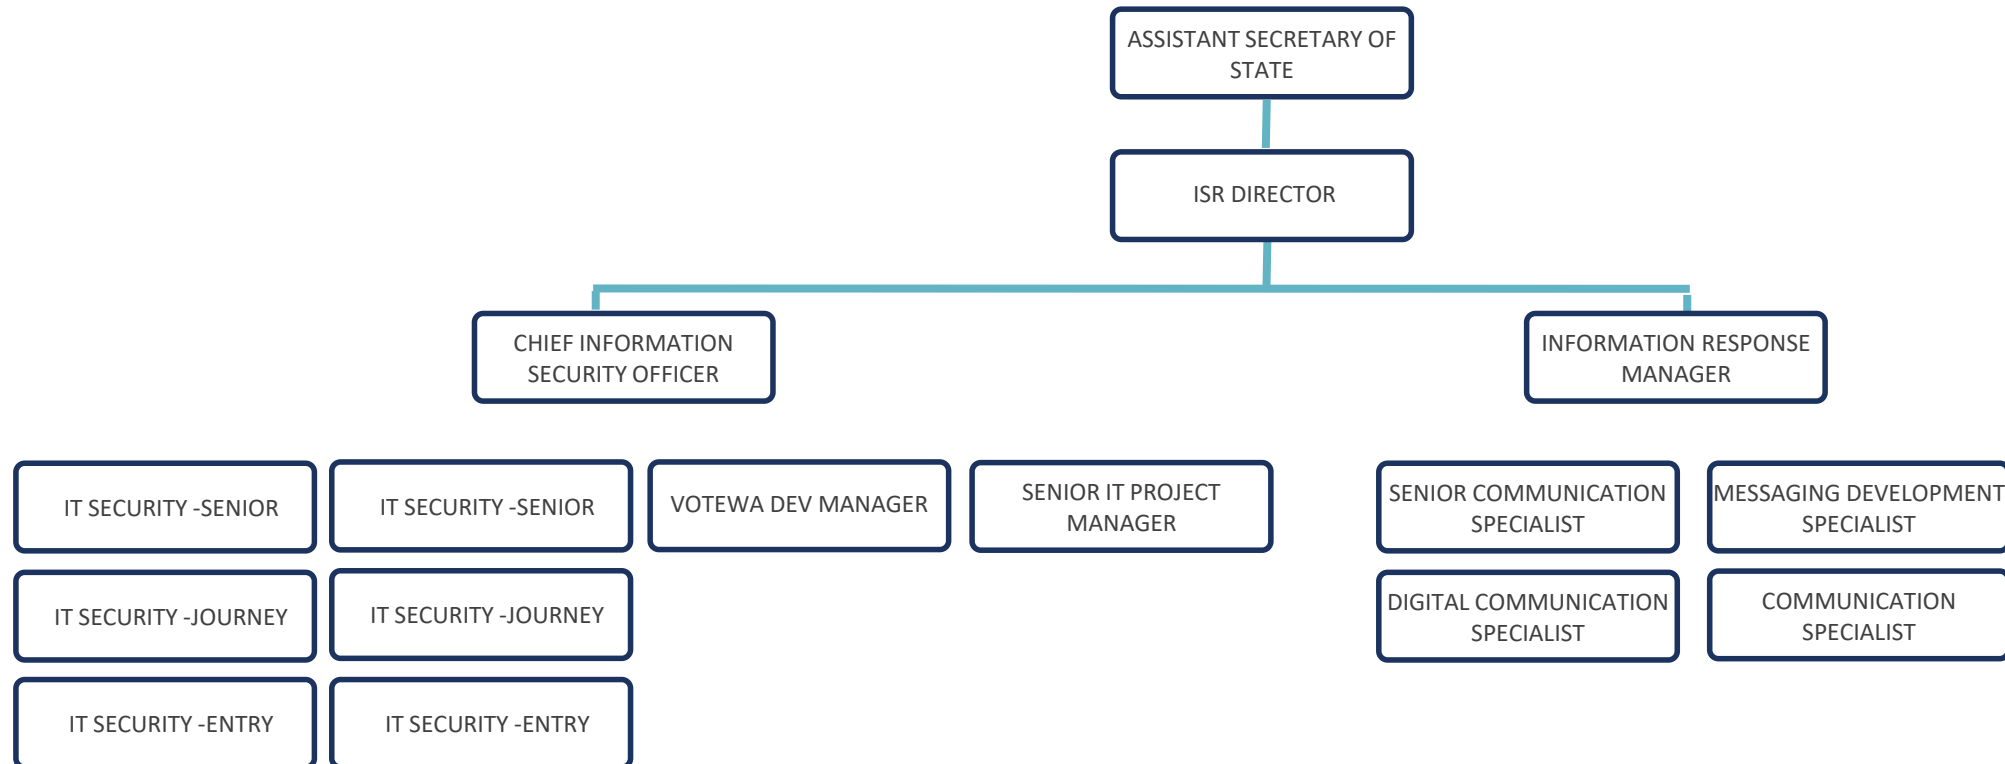 ASSISTANT SECRETARY OF
STATE
ISR DIRECTOR
CHIEF INFORMATION
SECURITY OFFICER
INFORMATION RESPONSE
MANAGER
IT SECURITY -SENIOR
IT SECURITY -SENIOR
VOTEWA DEV MANAGER
SENIOR IT PROJECT
MANAGER
SENIOR COMMUNICATION
SPECIALIST
MESSAGING DEVELOPMENT
SPECIALIST
IT SECURITY -JOURNEY
IT SECURITY -JOURNEY
DIGITAL COMMUNICATION
SPECIALIST
COMMUNICATION
SPECIALIST
IT SECURITY -ENTRY
IT SECURITY -ENTRY